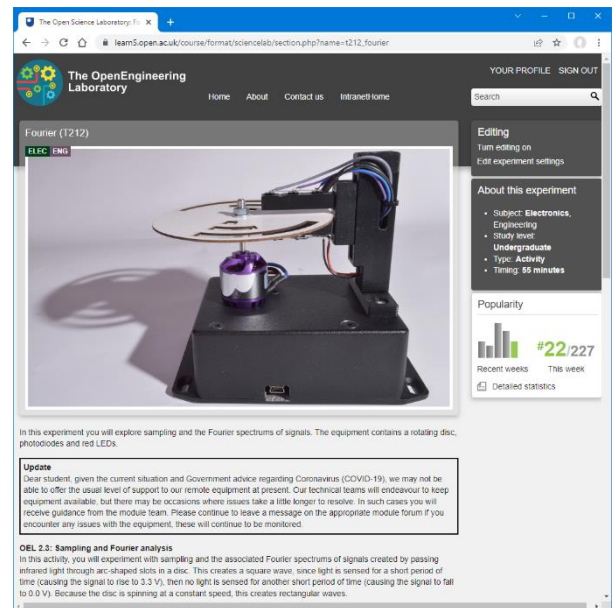 The Open Science Laboratory: Fo
learn5.open.ac.uk/course/format/sciencelab/section.php?name=t212_fourier
The OpenEngineering
Laboratory
Home About Contact us IntranetHome
YOUR PROFILE SIGN OUT
Search
Fourier (T212)
ELEC ENG
Editing
Turn editing on
Edit experiment settings
About this experiment
Subject: Electronics,
Engineering
Study level:
Undergraduate
Type: Activity
Timing: 55 minutes
Popularity
#22/227
Recent weeks This week
Detailed statistics
In this experiment you will explore sampling and the Fourier spectrums of signals. The equipment contains a rotating disc,
photodiodes and red LEDs.
Update
Dear student, given the current situation and Government advice regarding Coronavirus (COVID-19), we may not be
able to offer the usual level of support to our remote equipment at present. Our technical teams will endeavour to keep
equipment available, but there may be occasions where issues take a little longer to resolve. In such cases you will
receive guidance from the module team. Please continue to leave a message on the appropriate module forum if you
encounter any issues with the equipment, these will continue to be monitored.
OEL 2.3: Sampling and Fourier analysis
In this activity, you will experiment with sampling and the associated Fourier spectrums of signals created by passing
infrared light through arc-shaped slots in a disc. This creates a square wave, since light is sensed for a short period of
time (causing the signal to rise to 3.3 V), then no light is sensed for another short period of time (causing the signal to fall
to 0.0 V). Because the disc is spinning at a constant speed, this creates rectangular waves.